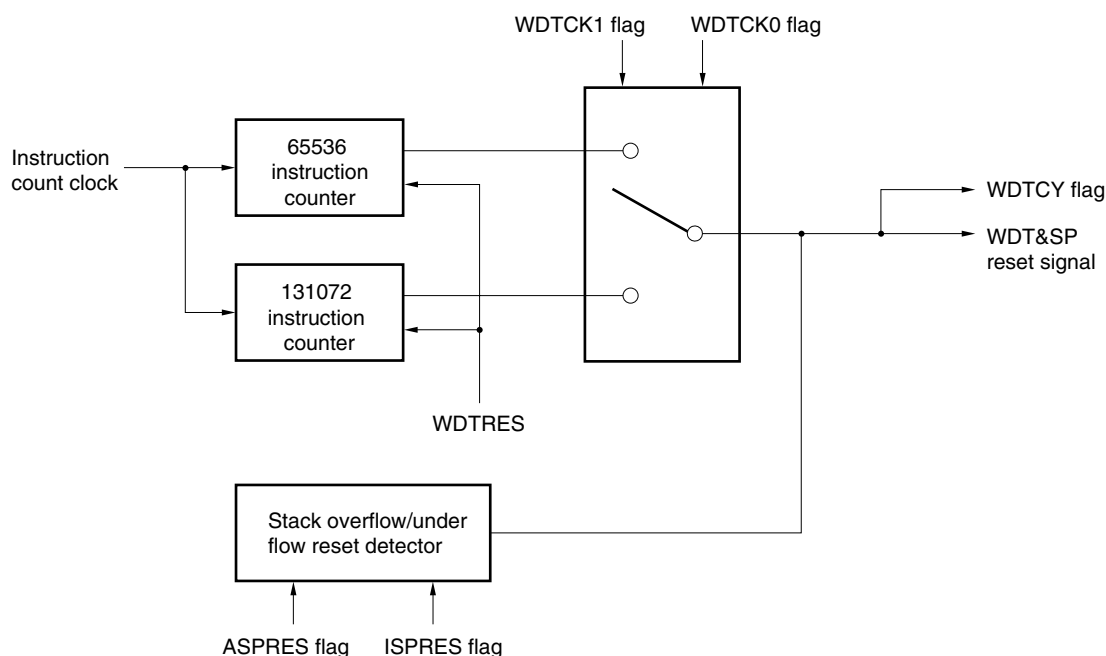 WDTCK1 flag
WDTCK0 flag
Instruction
count clock
65536
instruction
counter
WDTCY flag
WDT&SP
reset signal
131072
instruction
counter
WDTRES
Stack overflow/under
flow reset detector
ASPRES flag
ISPRES flag